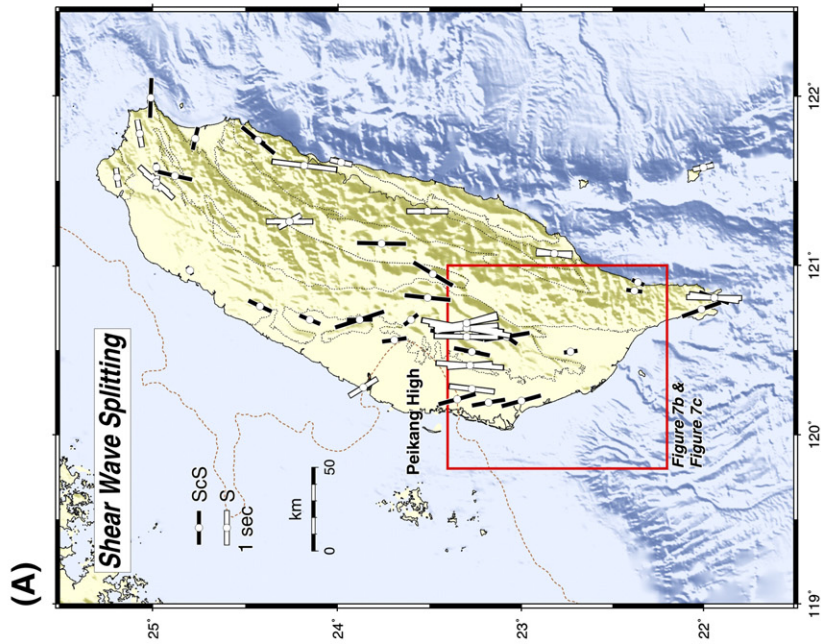 (A)
Shear Wave Splitting
ScS
S
1 sec
km
0
50
Peikang High
Figure 7b &
Figure 7c
25°
24°
23°
22°
119°
120°
121°
122°